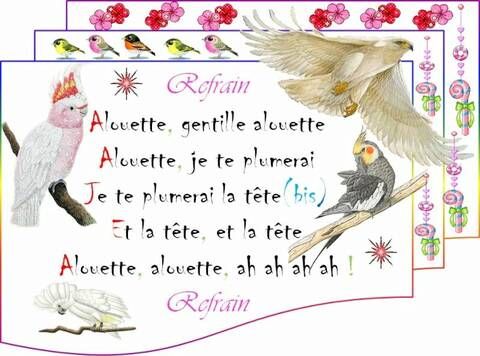 Refrain
Alouette, gentille alouette
Alouette, je te plumerai
Je te plumerai la tête(bis)
Et la tête, et la tête
Alouette, alouette, ah ah ah ah !
Refrain